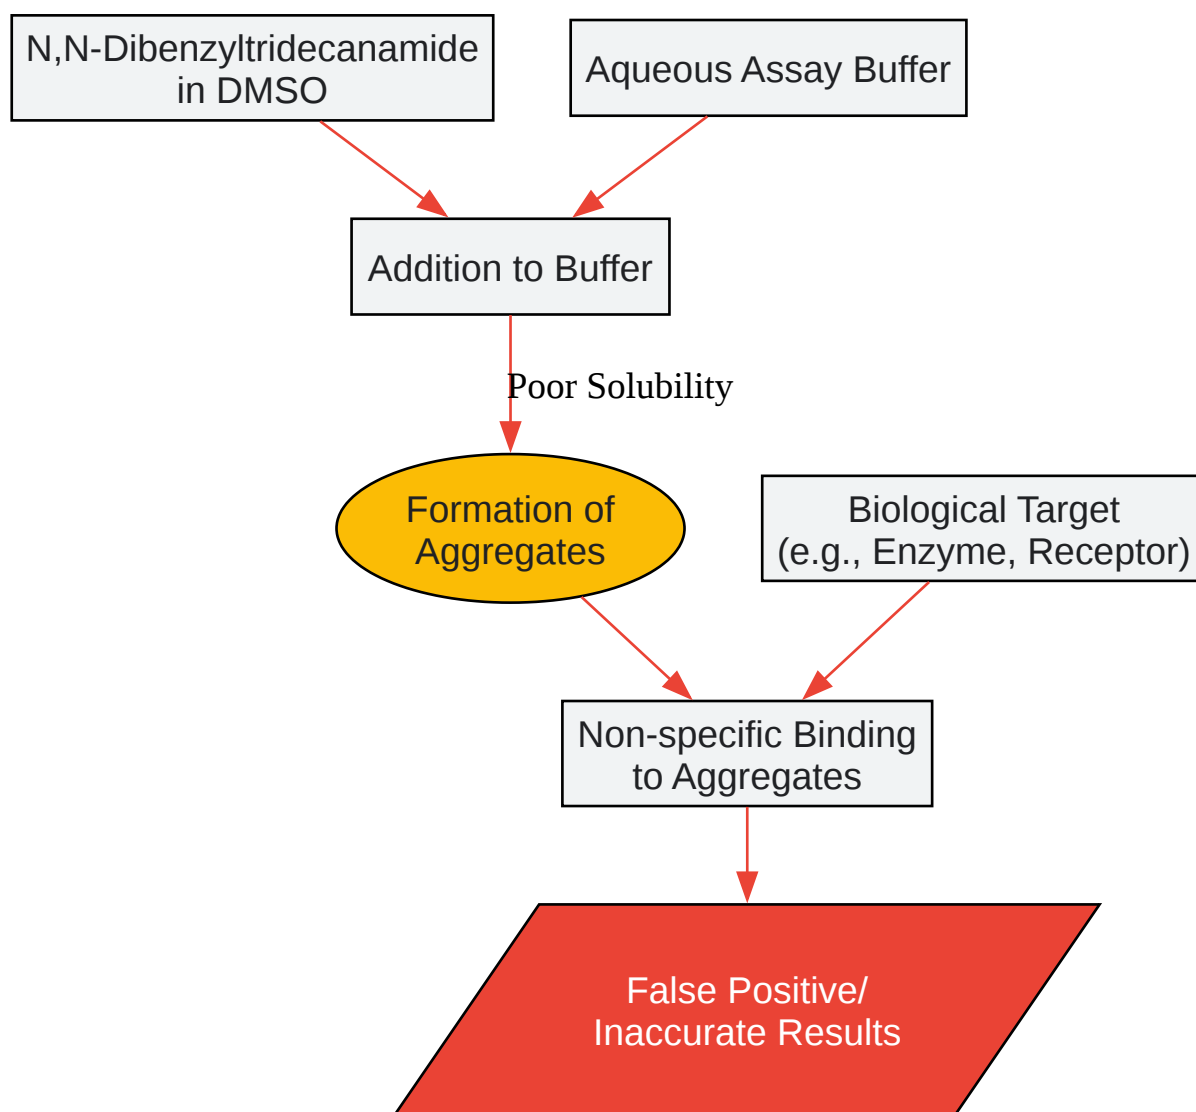 N,N-Dibenzyltridecanamide
in DMSO
Aqueous Assay Buffer
Addition to Buffer
Poor Solubility
Formation of
Aggregates
Biological Target
(e.g., Enzyme, Receptor)
Non-specific Binding
to Aggregates
False Positive/
Inaccurate Results